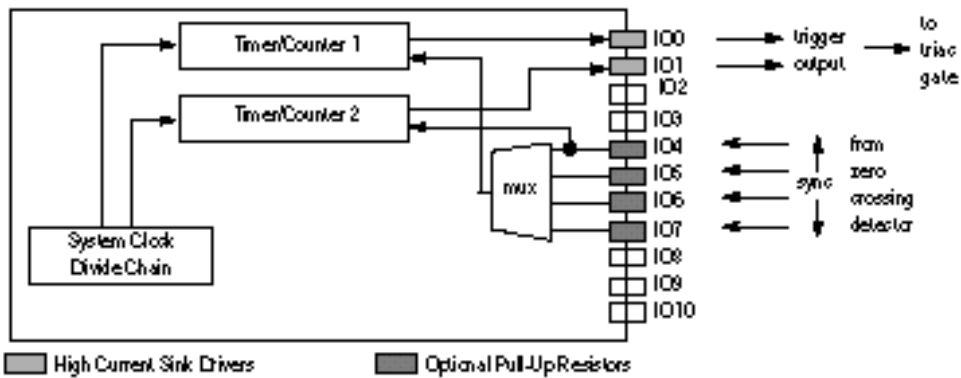 Timer/Counter 1
Timer/Counter 2
mux
System Clock
Divide Chain
IO0
IO1
IO2
IO3
IO4
IO5
IO6
IO7
IO8
IO9
IO10
trigger
output
to
triac
gate
sync
from
zero
crossing
detector
High Current Sink Drivers
Optional Pull-Up Resistors